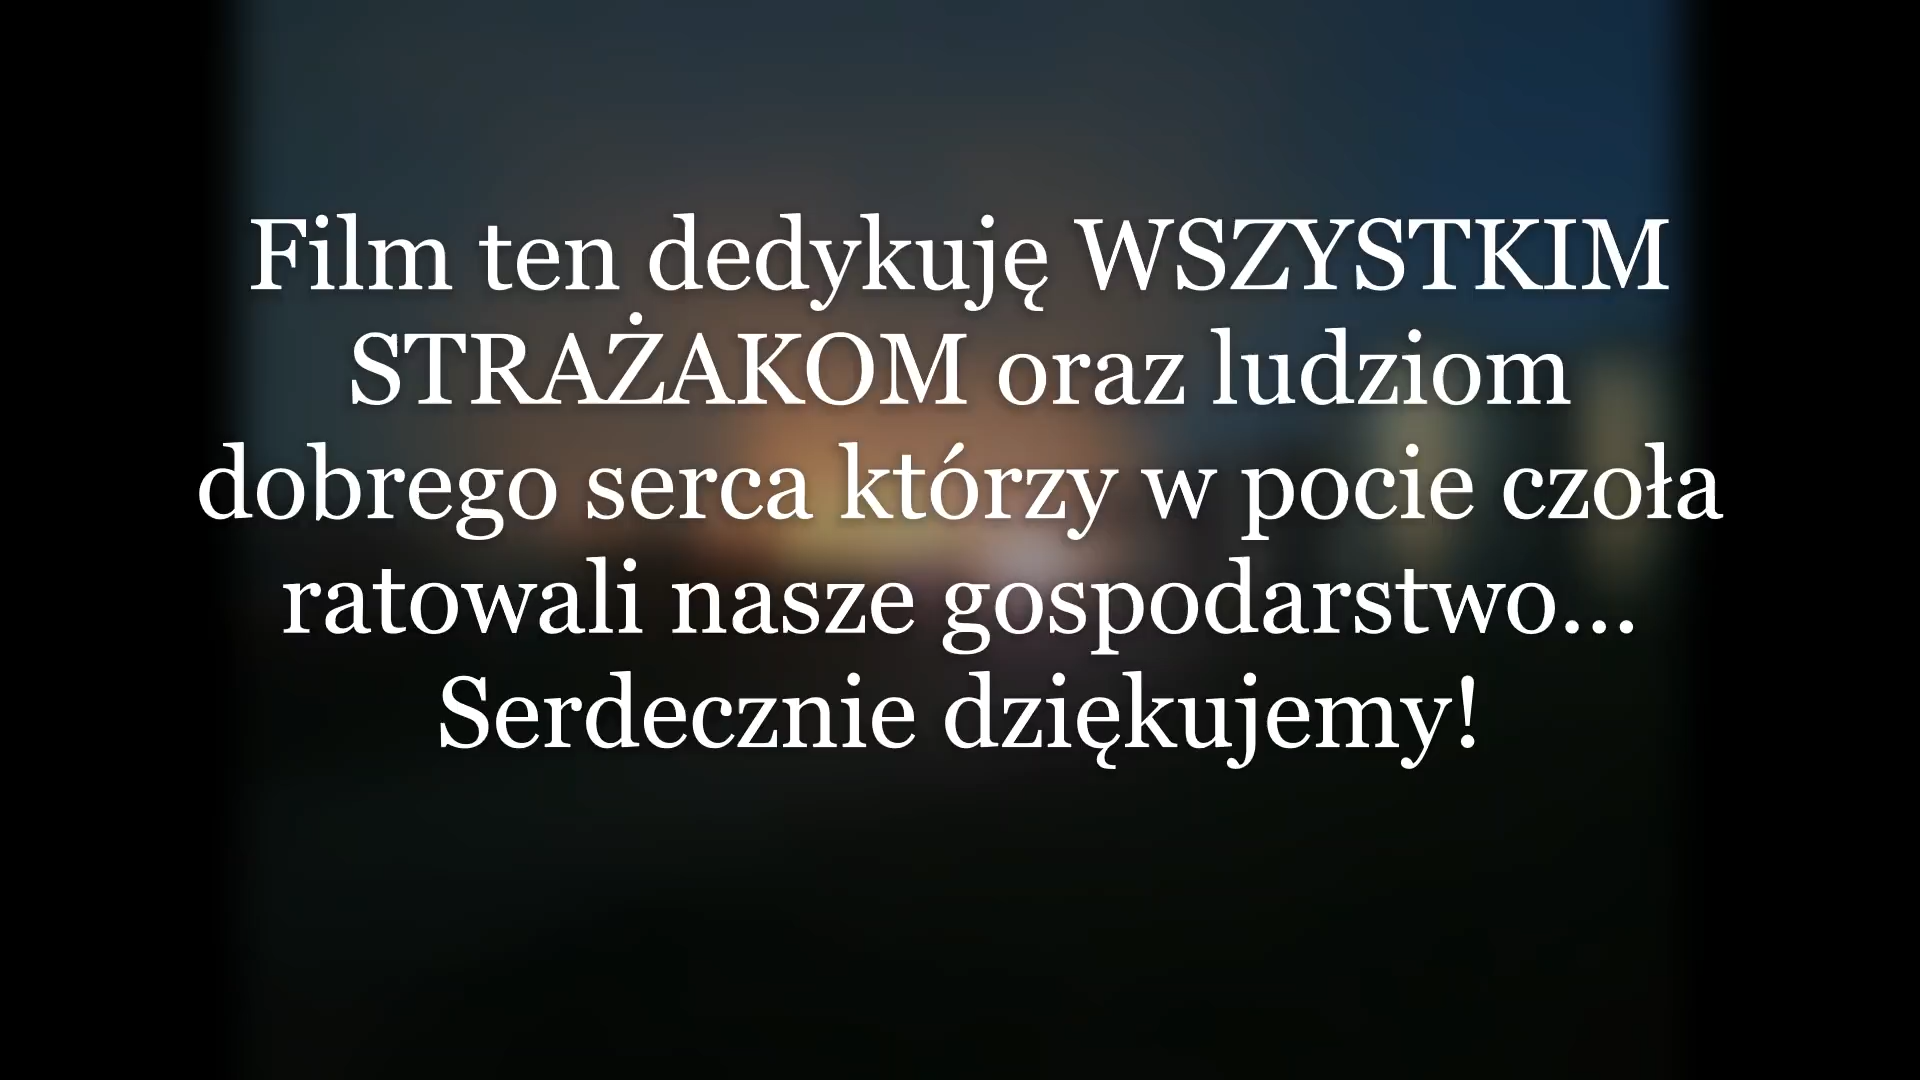 Film ten dedykuję WSZYSTKIM
STRAŻAKOM oraz ludziom
dobrego serca którzy w pocie czoła
ratowali nasze gospodarstwo...
Serdecznie dziękujemy!